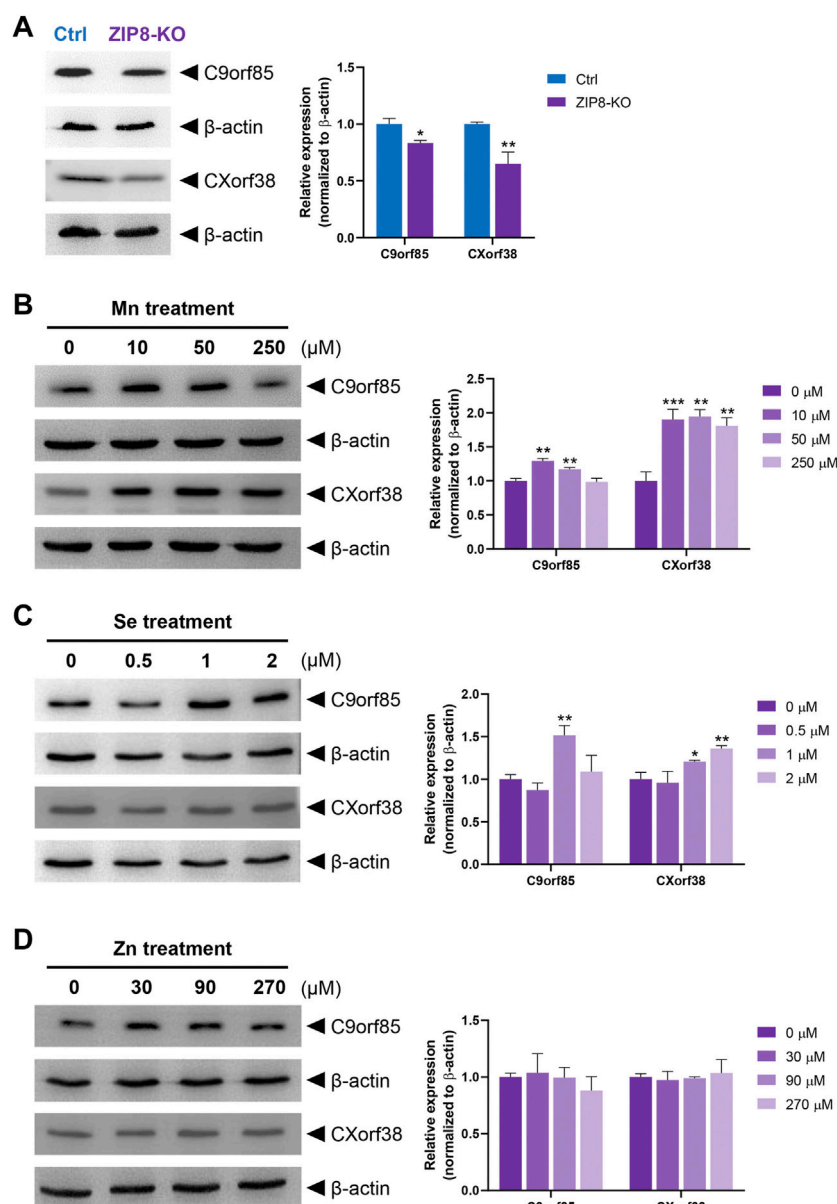 A
Ctrl ZIP8-KO
C9orf85
β-actin
CXorf38
β-actin
Relative expression
(normalized to β-actin)
1.5
1.0
0.5
0.0
*
**
C9orf85 CXorf38
Ctrl
ZIP8-KO
B
Mn treatment
0 10 50 250 (μM)
C9orf85
β-actin
CXorf38
β-actin
Relative expression
(normalized to β-actin)
2.5
2.0
1.5
1.0
0.5
0.0
** ** *** ** **
C9orf85 CXorf38
0 μM
10 μM
50 μM
250 μM
C
Se treatment
0 0.5 1 2 (μM)
C9orf85
β-actin
CXorf38
β-actin
Relative expression
(normalized to β-actin)
2.0
1.5
1.0
0.5
0.0
** * **
C9orf85 CXorf38
0 μM
0.5 μM
1 μM
2 μM
D
Zn treatment
0 30 90 270 (μM)
C9orf85
β-actin
CXorf38
β-actin
Relative expression
(normalized to β-actin)
1.5
1.0
0.5
0.0
0 μM
30 μM
90 μM
270 μM